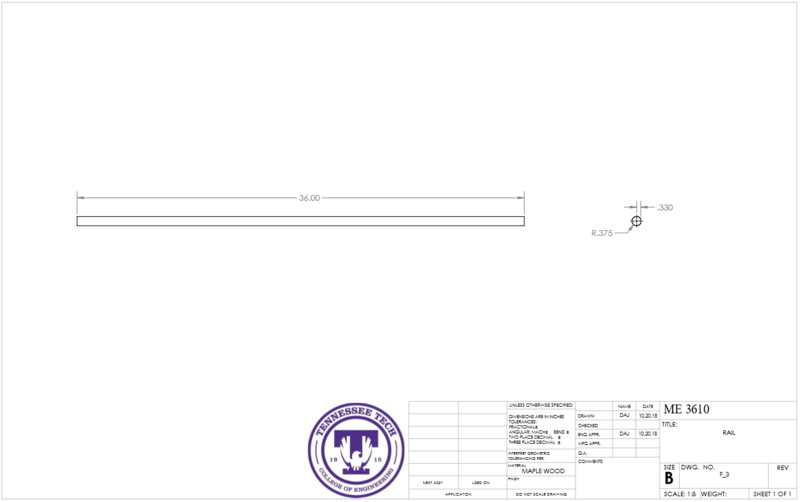 36.00
.330
R.375
TENNESSEE TECH
1915
COLLEGE OF ENGINEERING
UNLESS OTHERWISE SPECIFIED:
DIMENSIONS ARE IN INCHES
TOLERANCES:
FRACTIONAL±
ANGULAR: MACH± BEND ±
TWO PLACE DECIMAL ±
THREE PLACE DECIMAL ±
INTERPRET GEOMETRIC
TOLERANCING PER:
MATERIAL
MAPLE WOOD
FINISH
NEXT ASSY
USED ON
APPLICATION
DO NOT SCALE DRAWING
NAME
DATE
DRAWN
DAJ
10.20.18
CHECKED
ENG APPR.
DAJ
10.20.18
MFG APPR.
Q.A.
COMMENTS:
ME 3610
TITLE:
RAIL
SIZE
B
DWG. NO.
F_3
REV
SCALE: 1:8
WEIGHT:
SHEET 1 OF 1